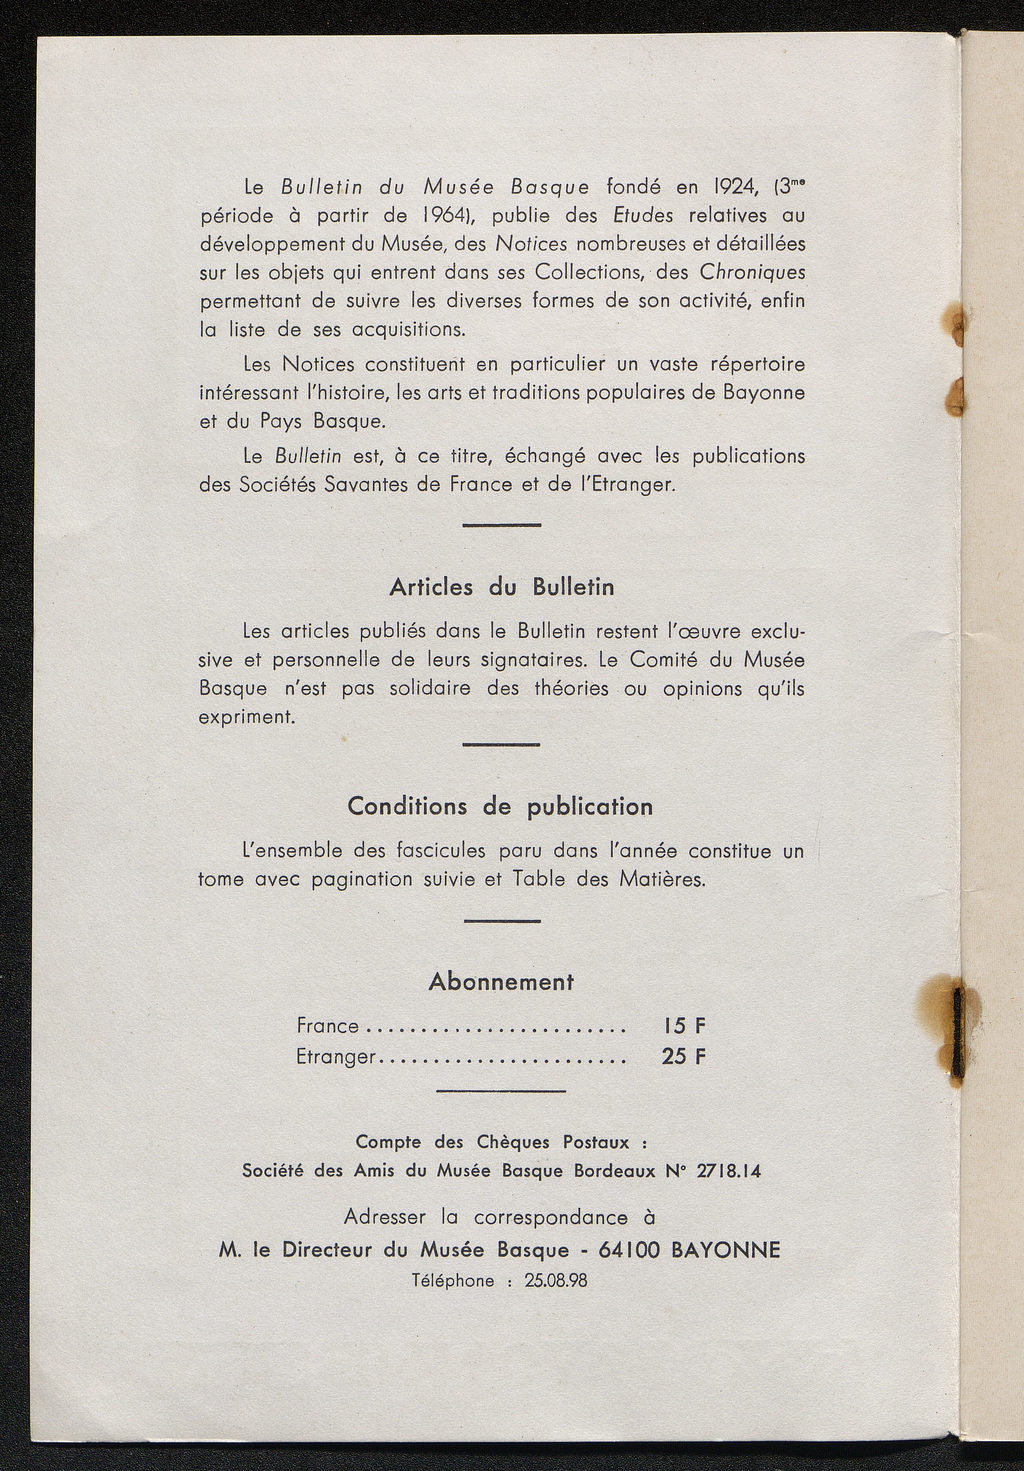 Le Bulletin du Musée Basque fondé en 1924, (3me
période à partir de 1964), publie des Etudes relatives au
développement du Musée, des Notices nombreuses et détaillées
sur les objets qui entrent dans ses Collections, des Chroniques
permettant de suivre les diverses formes de son activité, enfin
la liste de ses acquisitions.
Les Notices constituent en particulier un vaste répertoire
intéressant l'histoire, les arts et traditions populaires de Bayonne
et du Pays Basque.
Le Bulletin est, à ce titre, échangé avec les publications
des Sociétés Savantes de France et de l'Etranger.
Articles du Bulletin
Les articles publiés dans le Bulletin restent l'œuvre exclu-
sive et personnelle de leurs signataires. Le Comité du Musée
Basque n'est pas solidaire des théories ou opinions qu'ils
expriment.
Conditions de publication
L'ensemble des fascicules paru dans l'année constitue un
tome avec pagination suivie et Table des Matières.
Abonnement
France ........................ 15 F
Etranger....................... 25 F
Compte des Chèques Postaux :
Société des Amis du Musée Basque Bordeaux N° 2718.14
Adresser la correspondance à
M. le Directeur du Musée Basque - 64100 BAYONNE
Téléphone : 25.08.98